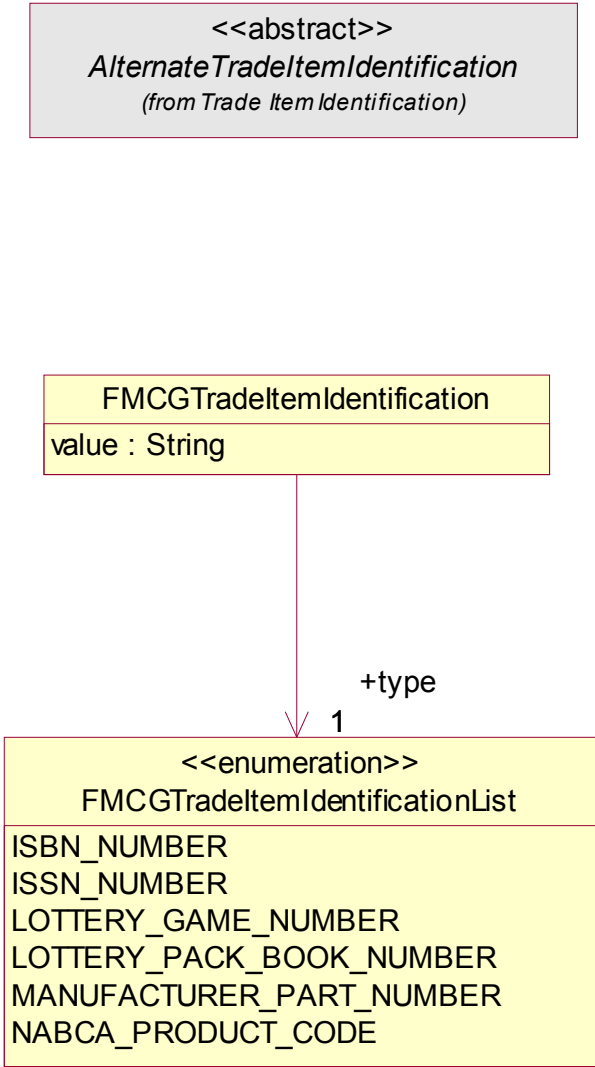 <<abstract>>
AlternateTradeItemIdentification
(from Trade Item Identification)
FMCGTradeItemIdentification
value : String
+type
1
<<enumeration>>
FMCGTradeItemIdentificationList
ISBN_NUMBER
ISSN_NUMBER
LOTTERY_GAME_NUMBER
LOTTERY_PACK_BOOK_NUMBER
MANUFACTURER_PART_NUMBER
NABCA_PRODUCT_CODE